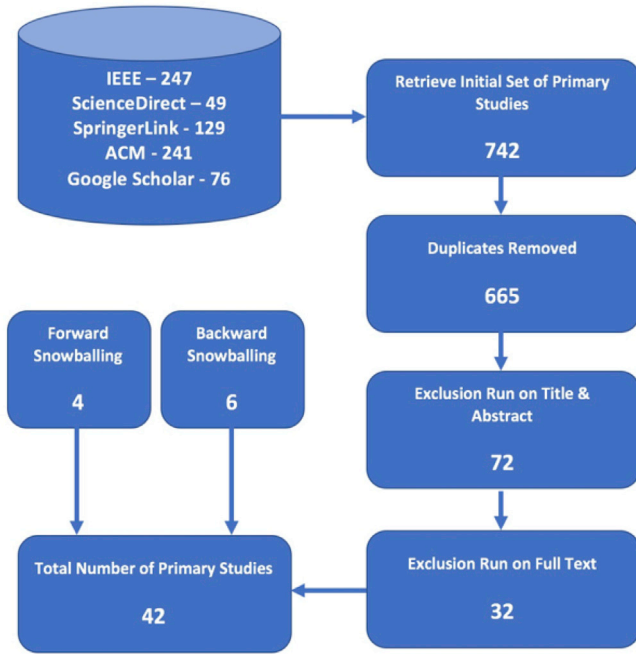 IEEE – 247
ScienceDirect – 49
SpringerLink - 129
ACM - 241
Google Scholar - 76
Retrieve Initial Set of Primary
Studies
742
Duplicates Removed
665
Exclusion Run on Title &
Abstract
72
Exclusion Run on Full Text
32
Forward
Snowballing
4
Backward
Snowballing
6
Total Number of Primary Studies
42